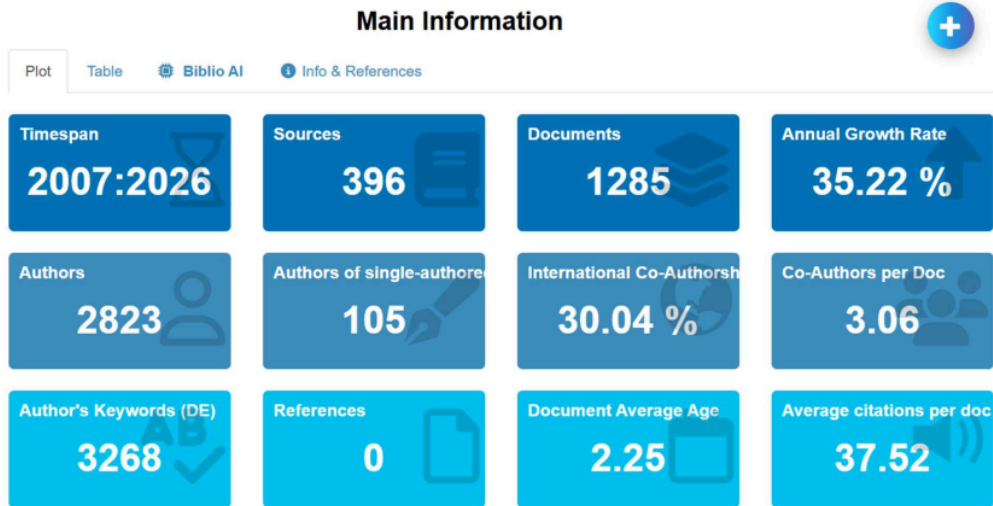 Main Information
Plot Table Biblio AI Info & References
Timespan Sources Documents Annual Growth Rate
2007:2026 396 1285 35.22 %
Authors Authors of single-authore International Co-Authorsh Co-Authors per Doc
2823 105 30.04 % 3.06
Author's Keywords (DE) References Document Average Age Average citations per doc
3268 0 2.25 37.52